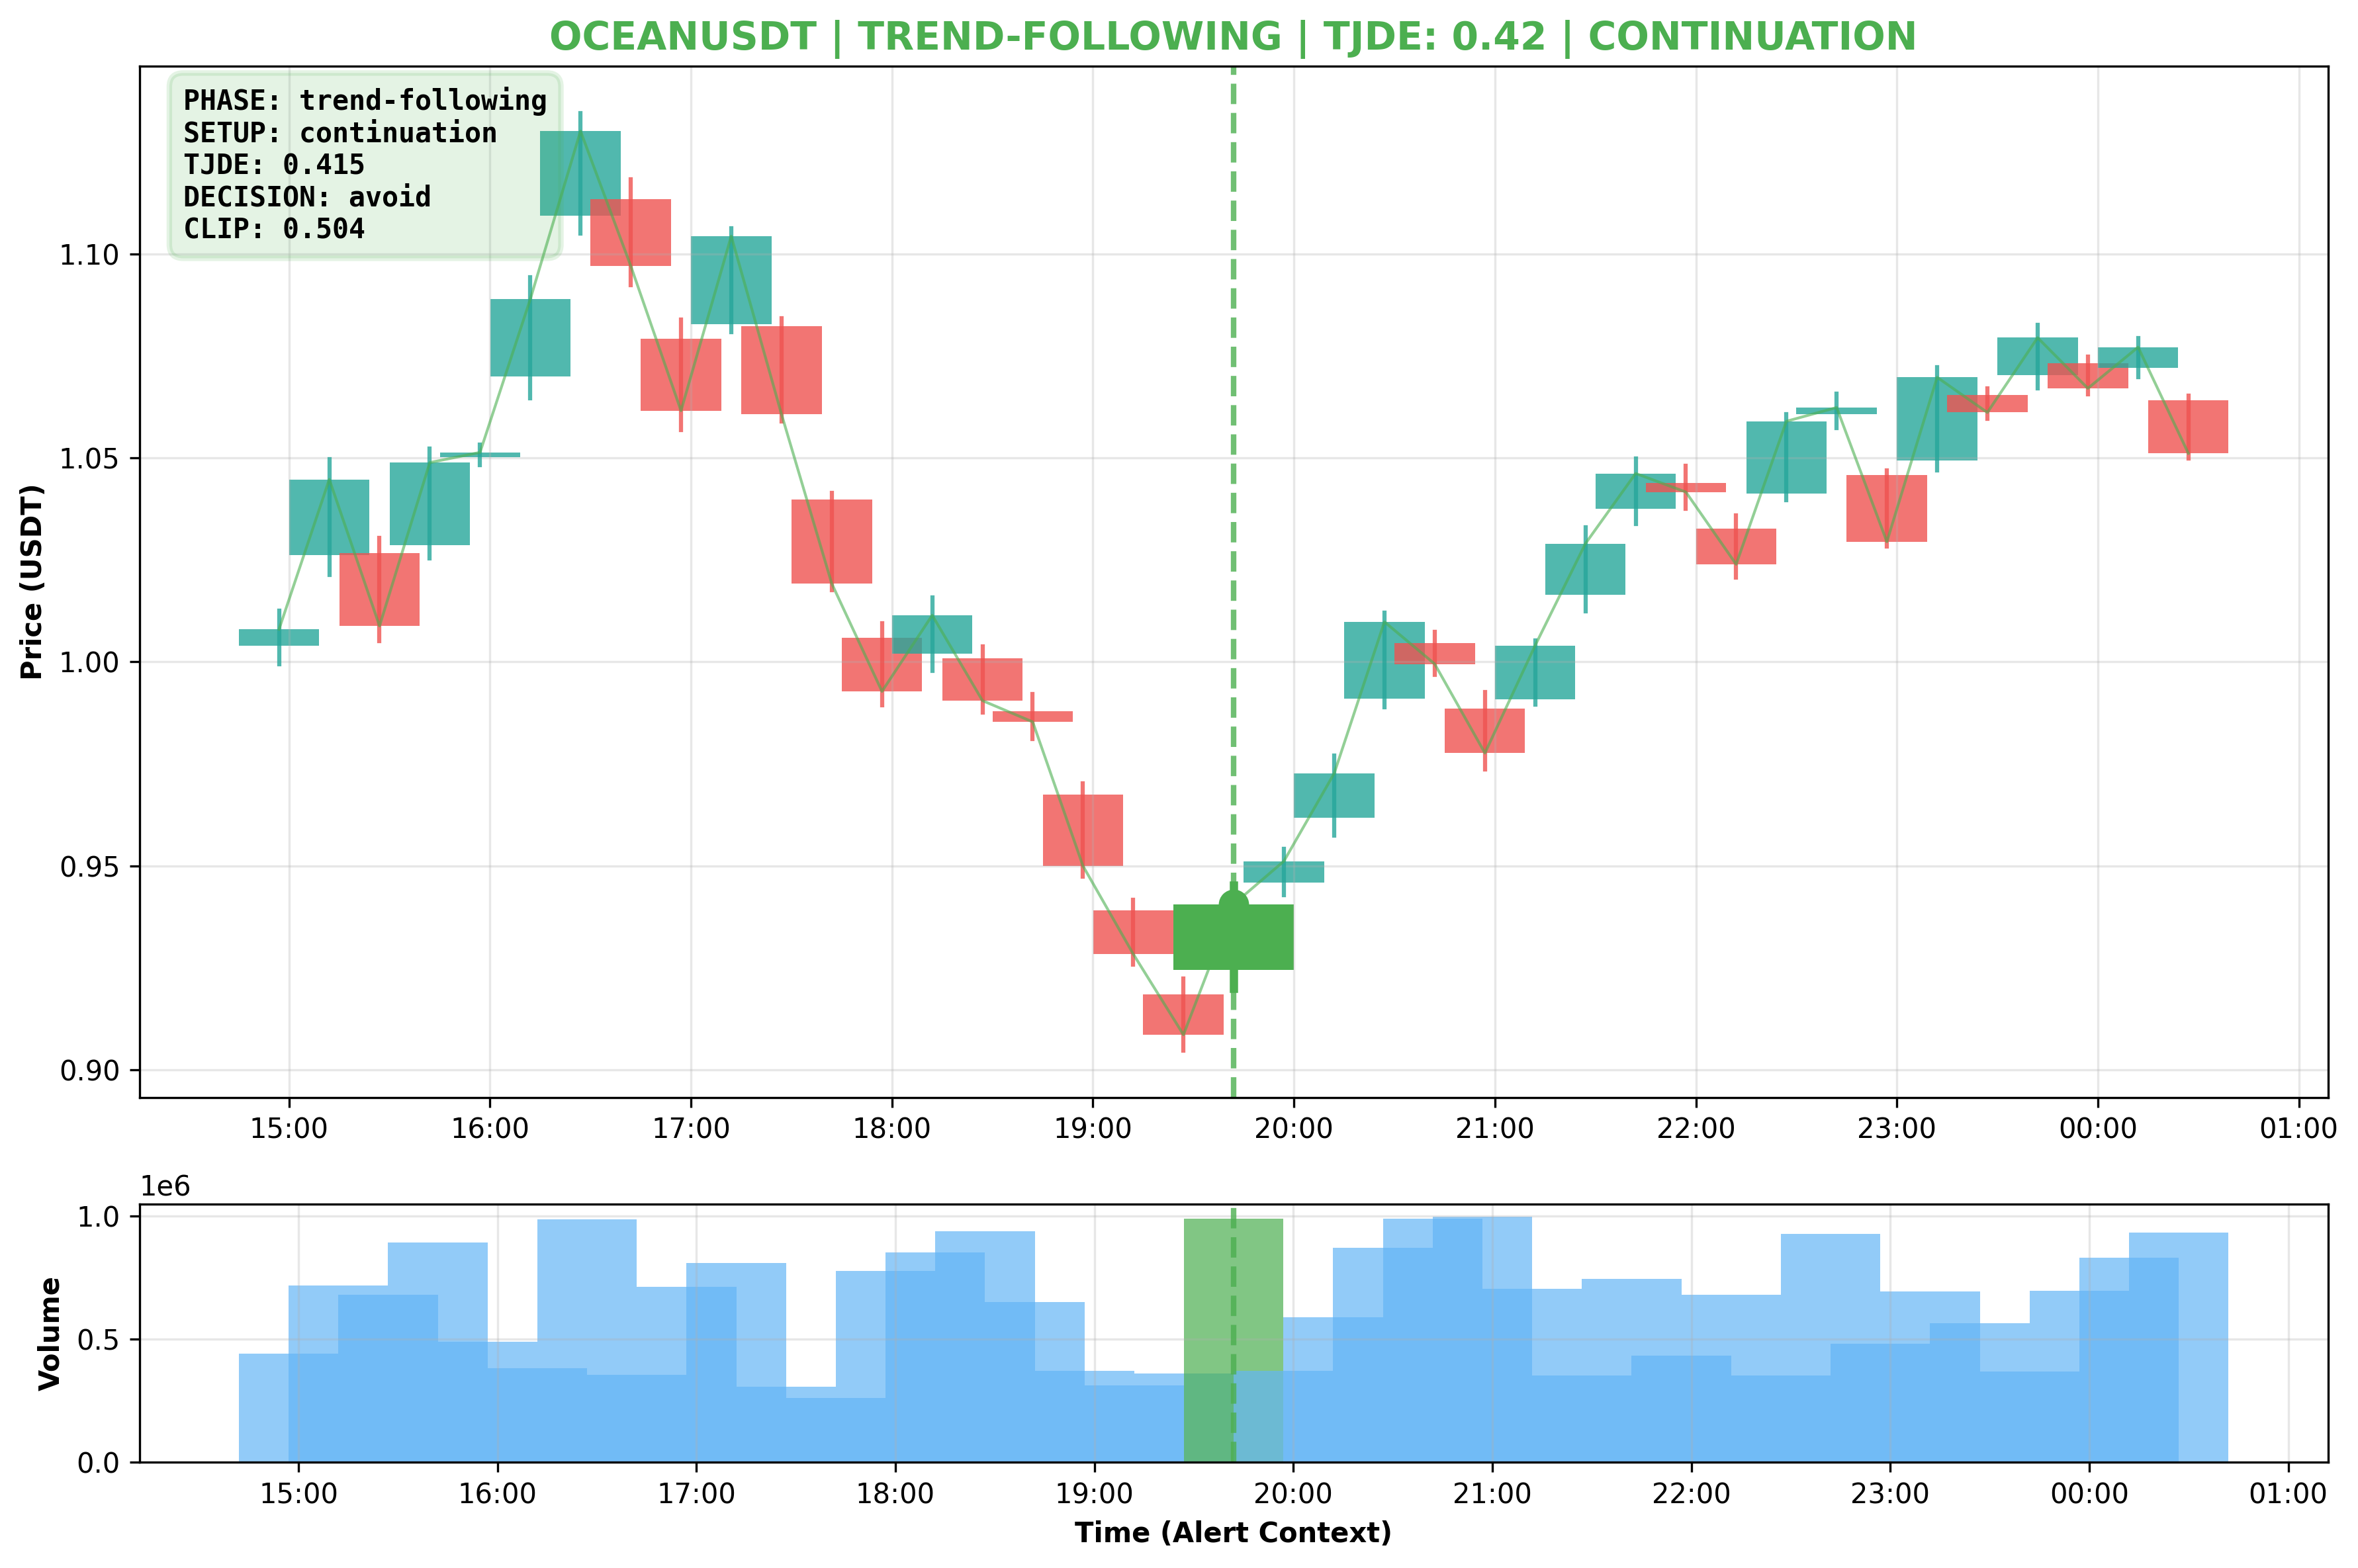 OCEANUSDT | TREND-FOLLOWING | TJDE: 0.42 | CONTINUATION
PHASE: trend-following
SETUP: continuation
TJDE: 0.415
DECISION: avoid
CLIP: 0.504
Price (USDT)
1.10
1.05
1.00
0.95
0.90
15:00 16:00 17:00 18:00 19:00 20:00 21:00 22:00 23:00 00:00 01:00
1e6
Volume
1.0
0.5
0.0
15:00 16:00 17:00 18:00 19:00 20:00 21:00 22:00 23:00 00:00 01:00
Time (Alert Context)